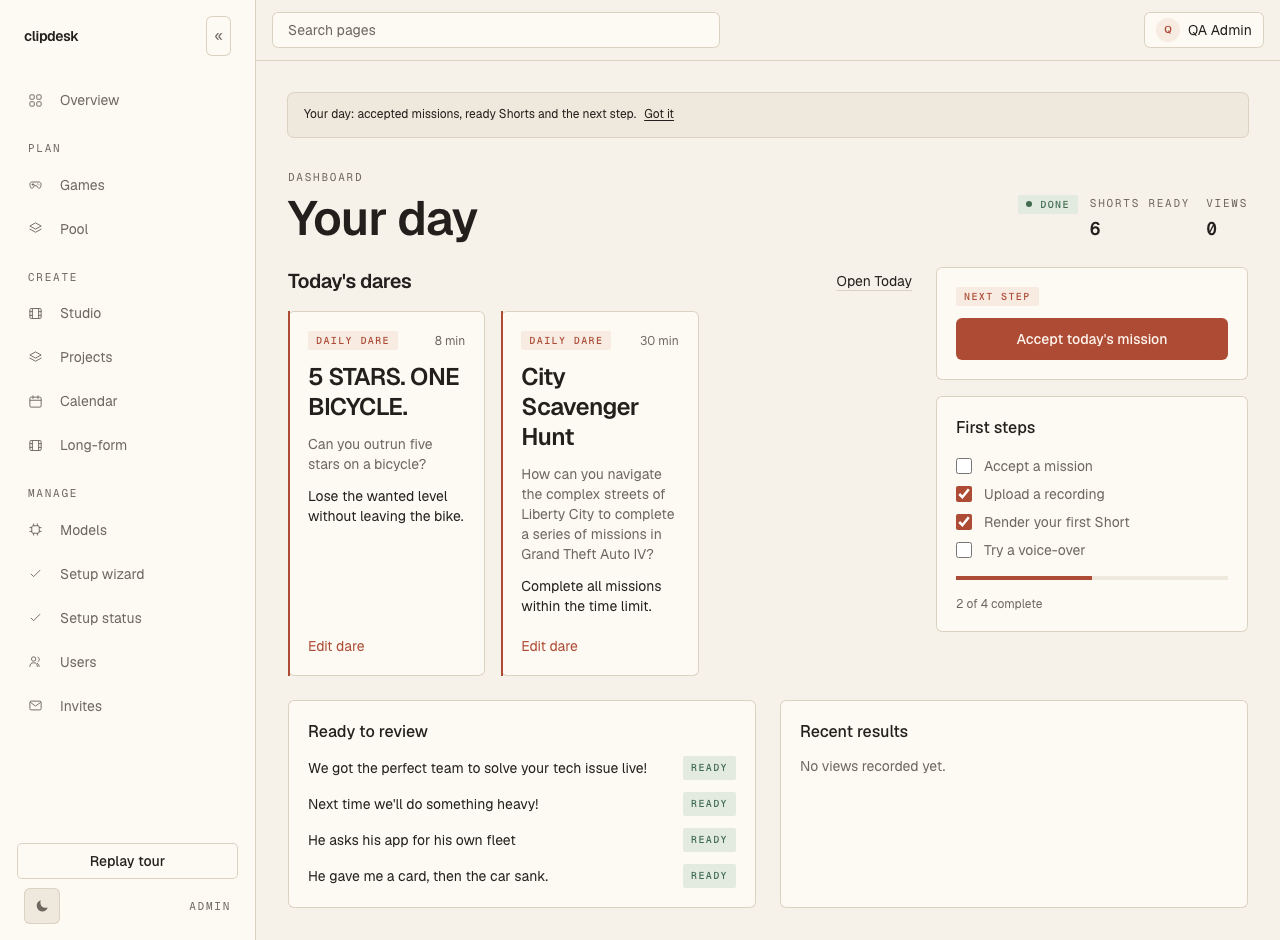 clipdesk
«
Search pages
Q
QA Admin
Overview
PLAN
Games
Pool
CREATE
Studio
Projects
Calendar
Long-form
MANAGE
Models
Setup wizard
Setup status
Users
Invites
Replay tour
ADMIN
Your day: accepted missions, ready Shorts and the next step. Got it
DASHBOARD
Your day
DONE
SHORTS READY
6
VIEWS
0
Today's dares
Open Today
DAILY DARE
8 min
5 STARS. ONE
BICYCLE.
Can you outrun five
stars on a bicycle?
Lose the wanted level
without leaving the bike.
Edit dare
DAILY DARE
30 min
City
Scavenger
Hunt
How can you navigate
the complex streets of
Liberty City to complete
a series of missions in
Grand Theft Auto IV?
Complete all missions
within the time limit.
Edit dare
NEXT STEP
Accept today's mission
First steps
Accept a mission
Upload a recording
Render your first Short
Try a voice-over
2 of 4 complete
Ready to review
We got the perfect team to solve your tech issue live!
READY
Next time we'll do something heavy!
READY
He asks his app for his own fleet
READY
He gave me a card, then the car sank.
READY
Recent results
No views recorded yet.